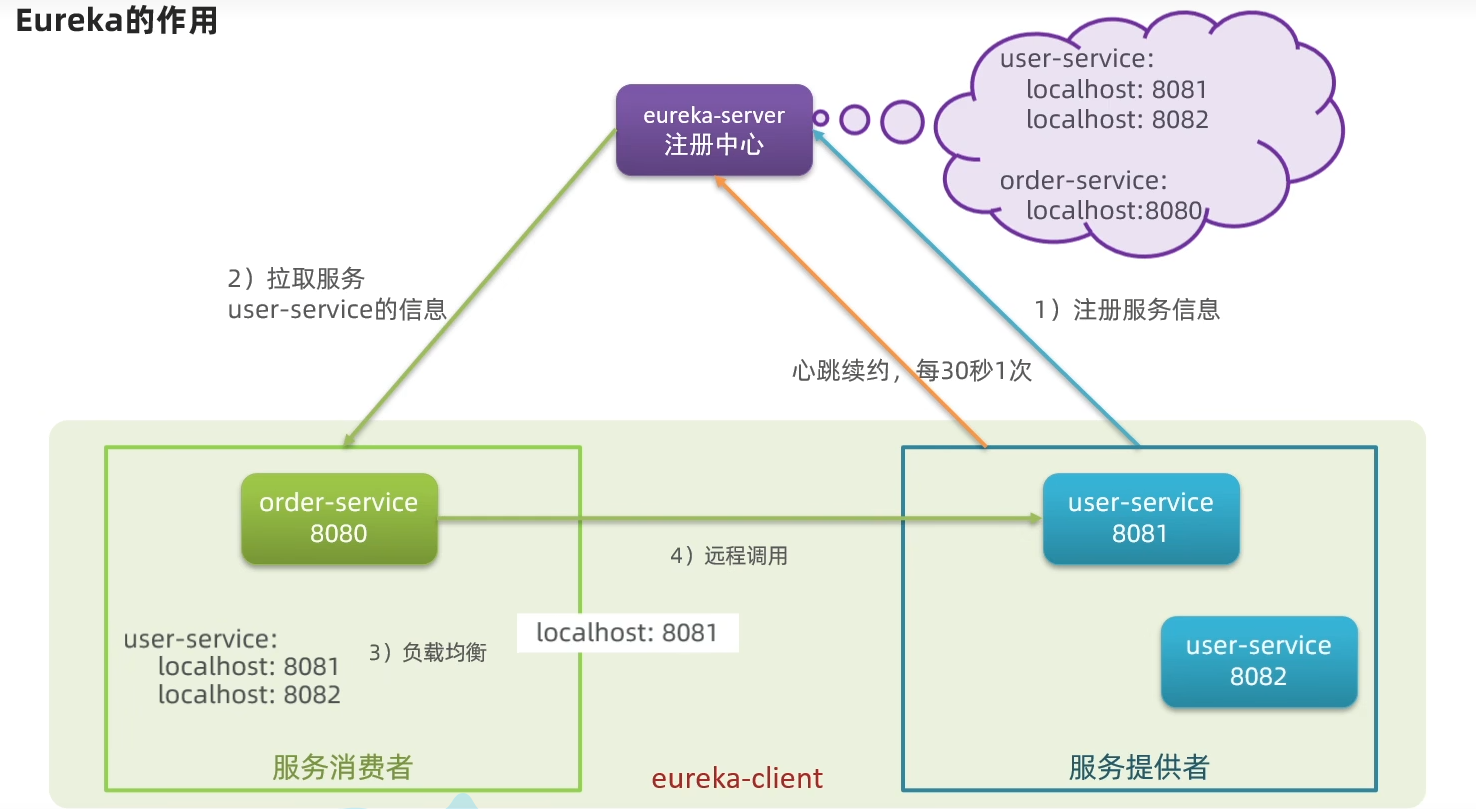 Eureka的作用
eureka-server
注册中心
user-service:
localhost: 8081
localhost: 8082
order-service:
localhost:8080
2）拉取服务
user-service的信息
1）注册服务信息
心跳续约，每30秒1次
order-service
8080
user-service
8081
4）远程调用
user-service:
localhost: 8081
localhost: 8082
3）负载均衡
localhost: 8081
user-service
8082
服务消费者
eureka-client
服务提供者